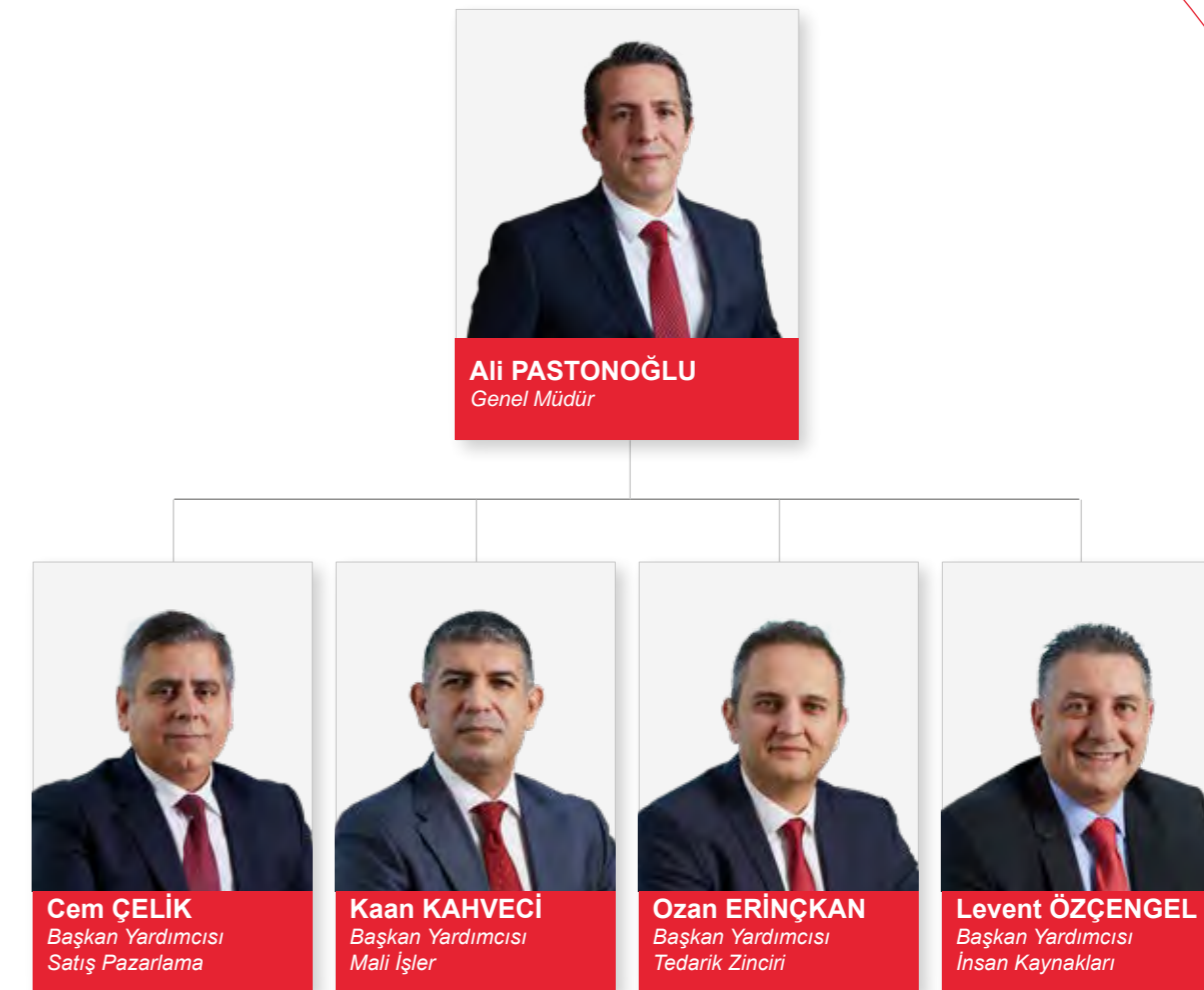 Ali PASTONOĞLU
Genel Müdür
Cem ÇELİK
Başkan Yardımcısı
Satış Pazarlama
Kaan KAHVECİ
Başkan Yardımcısı
Mali İşler
Ozan ERİNÇKAN
Başkan Yardımcısı
Tedarik Zinciri
Levent ÖZÇENGEL
Başkan Yardımcısı
İnsan Kaynakları